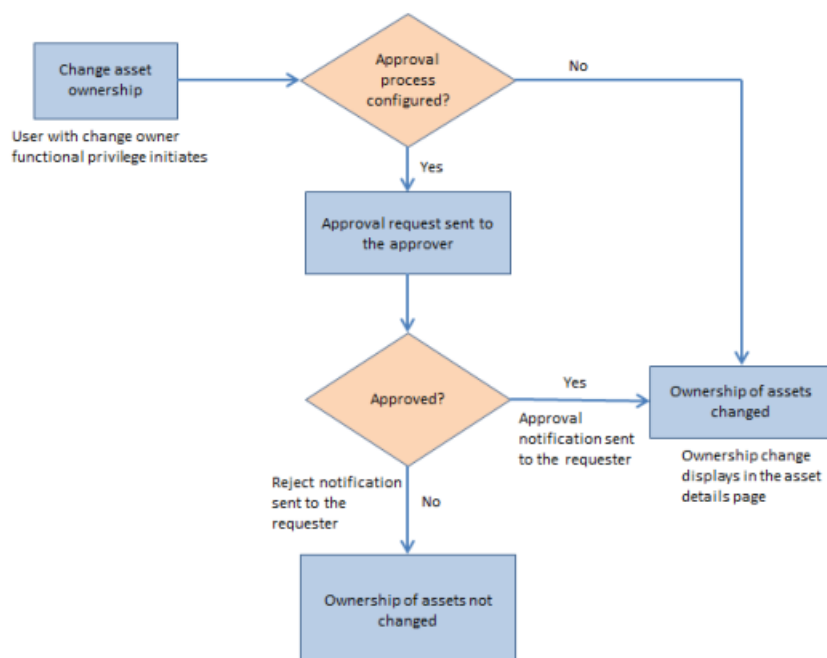 Change asset
ownership
User with change owner
functional privilege initiates
Approval
process
configured?
No
Yes
Approval request sent to
the approver
Approved?
Yes
Approval
notification sent
to the requester
Ownership of assets
changed
Ownership change
displays in the asset
details page
Reject notification
sent to the
requester
No
Ownership of assets not
changed